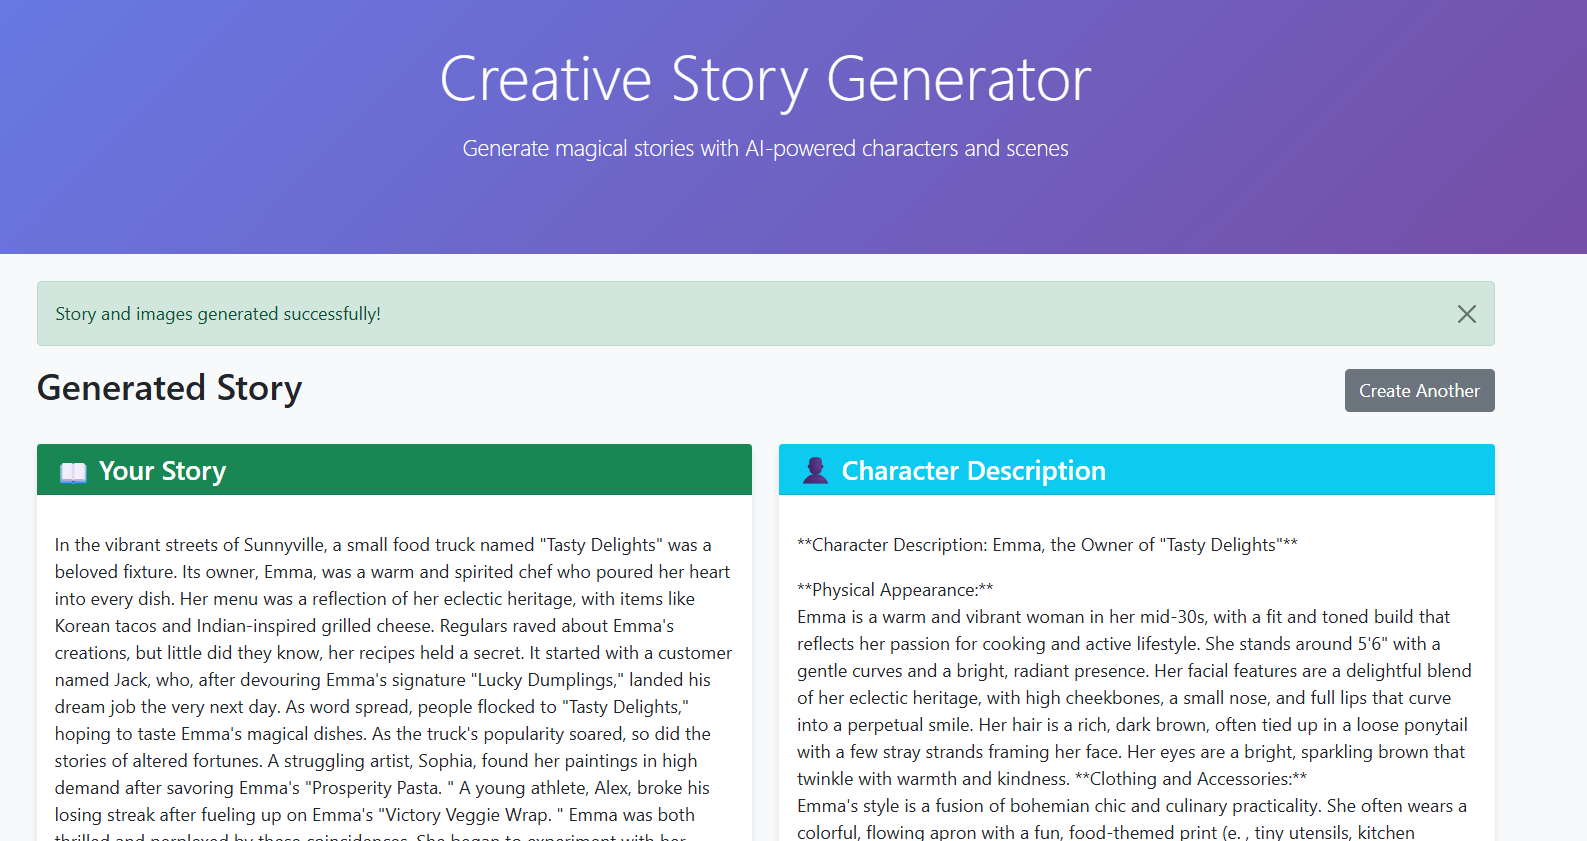 Creative Story Generator
Generate magical stories with AI-powered characters and scenes
Story and images generated successfully!
Generated Story
Create Another
Your Story
In the vibrant streets of Sunnyville, a small food truck named "Tasty Delights" was a
beloved fixture. Its owner, Emma, was a warm and spirited chef who poured her heart
into every dish. Her menu was a reflection of her eclectic heritage, with items like
Korean tacos and Indian-inspired grilled cheese. Regulars raved about Emma's
creations, but little did they know, her recipes held a secret. It started with a customer
named Jack, who, after devouring Emma's signature "Lucky Dumplings," landed his
dream job the very next day. As word spread, people flocked to "Tasty Delights,"
hoping to taste Emma's magical dishes. As the truck's popularity soared, so did the
stories of altered fortunes. A struggling artist, Sophia, found her paintings in high
demand after savoring Emma's "Prosperity Pasta. " A young athlete, Alex, broke his
losing streak after fueling up on Emma's "Victory Veggie Wrap. " Emma was both
thrilled and perplexed by these coincidences. She began to experiment with her
Character Description
**Character Description: Emma, the Owner of "Tasty Delights"**
**Physical Appearance:**
Emma is a warm and vibrant woman in her mid-30s, with a fit and toned build that
reflects her passion for cooking and active lifestyle. She stands around 5'6" with a
gentle curves and a bright, radiant presence. Her facial features are a delightful blend
of her eclectic heritage, with high cheekbones, a small nose, and full lips that curve
into a perpetual smile. Her hair is a rich, dark brown, often tied up in a loose ponytail
with a few stray strands framing her face. Her eyes are a bright, sparkling brown that
twinkle with warmth and kindness. **Clothing and Accessories:**
Emma's style is a fusion of bohemian chic and culinary practicality. She often wears a
colorful, flowing apron with a fun, food-themed print (e. , tiny utensils, kitchen